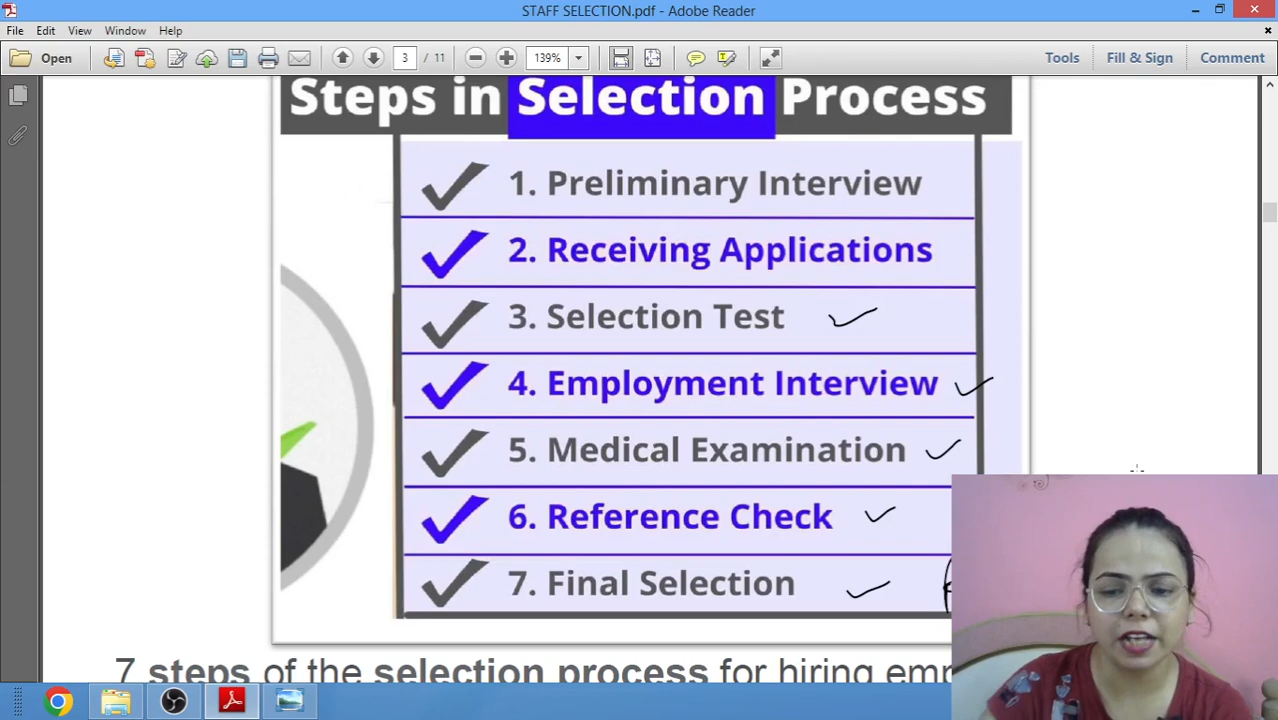 STAFF SELECTION.pdf - Adobe Reader
File Edit View Window Help
Open 3 / 11 139% Tools Fill & Sign Comment
Steps in Selection Process
1. Preliminary Interview
2. Receiving Applications
3. Selection Test
4. Employment Interview
5. Medical Examination
6. Reference Check
7. Final Selection
7 steps of the selection process for hiring